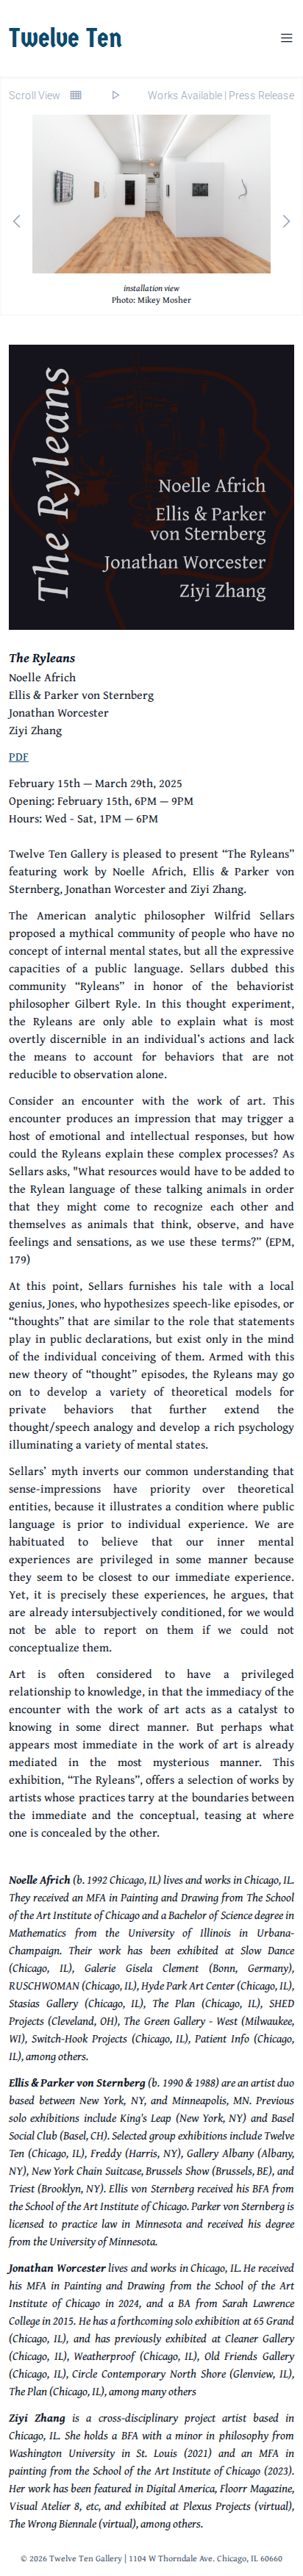 Twelve Ten
Scroll View
Works Available | Press Release
installation view
Photo: Mikey Mosher
The Ryleans
Noelle Africh
Ellis & Parker
von Sternberg
Jonathan Worcester
Ziyi Zhang
The Ryleans
Noelle Africh
Ellis & Parker von Sternberg
Jonathan Worcester
Ziyi Zhang
PDF
February 15th — March 29th, 2025
Opening: February 15th, 6PM — 9PM
Hours: Wed - Sat, 1PM — 6PM
Twelve Ten Gallery is pleased to present “The Ryleans”
featuring work by Noelle Africh, Ellis & Parker von
Sternberg, Jonathan Worcester and Ziyi Zhang.
The American analytic philosopher Wilfrid Sellars
proposed a mythical community of people who have no
concept of internal mental states, but all the expressive
capacities of a public language. Sellars dubbed this
community “Ryleans” in honor of the behaviorist
philosopher Gilbert Ryle. In this thought experiment,
the Ryleans are only able to explain what is most
overtly discernible in an individual’s actions and lack
the means to account for behaviors that are not
reducible to observation alone.
Consider an encounter with the work of art. This
encounter produces an impression that may trigger a
host of emotional and intellectual responses, but how
could the Ryleans explain these complex processes? As
Sellars asks, "What resources would have to be added to
the Rylean language of these talking animals in order
that they might come to recognize each other and
themselves as animals that think, observe, and have
feelings and sensations, as we use these terms?” (EPM,
179)
At this point, Sellars furnishes his tale with a local
genius, Jones, who hypothesizes speech-like episodes, or
“thoughts” that are similar to the role that statements
play in public declarations, but exist only in the mind
of the individual conceiving of them. Armed with this
new theory of “thought” episodes, the Ryleans may go
on to develop a variety of theoretical models for
private behaviors that further extend the
thought/speech analogy and develop a rich psychology
illuminating a variety of mental states.
Sellars’ myth inverts our common understanding that
sense-impressions have priority over theoretical
entities, because it illustrates a condition where public
language is prior to individual experience. We are
habituated to believe that our inner mental
experiences are privileged in some manner because
they seem to be closest to our immediate experience.
Yet, it is precisely these experiences, he argues, that
are already intersubjectively conditioned, for we would
not be able to report on them if we could not
conceptualize them.
Art is often considered to have a privileged
relationship to knowledge, in that the immediacy of the
encounter with the work of art acts as a catalyst to
knowing in some direct manner. But perhaps what
appears most immediate in the work of art is already
mediated in the most mysterious manner. This
exhibition, “The Ryleans”, offers a selection of works by
artists whose practices tarry at the boundaries between
the immediate and the conceptual, teasing at where
one is concealed by the other.
Noelle Africh (b. 1992 Chicago, IL) lives and works in Chicago, IL.
They received an MFA in Painting and Drawing from The School
of the Art Institute of Chicago and a Bachelor of Science degree in
Mathematics from the University of Illinois in Urbana-
Champaign. Their work has been exhibited at Slow Dance
(Chicago, IL), Galerie Gisela Clement (Bonn, Germany),
RUSCHWOMAN (Chicago, IL), Hyde Park Art Center (Chicago, IL),
Stasias Gallery (Chicago, IL), The Plan (Chicago, IL), SHED
Projects (Cleveland, OH), The Green Gallery - West (Milwaukee,
WI), Switch-Hook Projects (Chicago, IL), Patient Info (Chicago,
IL), among others.
Ellis & Parker von Sternberg (b. 1990 & 1988) are an artist duo
based between New York, NY, and Minneapolis, MN. Previous
solo exhibitions include King’s Leap (New York, NY) and Basel
Social Club (Basel, CH). Selected group exhibitions include Twelve
Ten (Chicago, IL), Freddy (Harris, NY), Gallery Albany (Albany,
NY), New York Chain Suitcase, Brussels Show (Brussels, BE), and
Triest (Brooklyn, NY). Ellis von Sternberg received his BFA from
the School of the Art Institute of Chicago. Parker von Sternberg is
licensed to practice law in Minnesota and received his degree
from the University of Minnesota.
Jonathan Worcester lives and works in Chicago, IL. He received
his MFA in Painting and Drawing from the School of the Art
Institute of Chicago in 2024, and a BA from Sarah Lawrence
College in 2015. He has a forthcoming solo exhibition at 65 Grand
(Chicago, IL), and has previously exhibited at Cleaner Gallery
(Chicago, IL), Weatherproof (Chicago, IL), Old Friends Gallery
(Chicago, IL), Circle Contemporary North Shore (Glenview, IL),
The Plan (Chicago, IL), among many others
Ziyi Zhang is a cross-disciplinary project artist based in
Chicago, IL. She holds a BFA with a minor in philosophy from
Washington University in St. Louis (2021) and an MFA in
painting from the School of the Art Institute of Chicago (2023).
Her work has been featured in Digital America, Floorr Magazine,
Visual Atelier 8, etc, and exhibited at Plexus Projects (virtual),
The Wrong Biennale (virtual), among others.
© 2026 Twelve Ten Gallery | 1104 W Thorndale Ave. Chicago, IL 60660